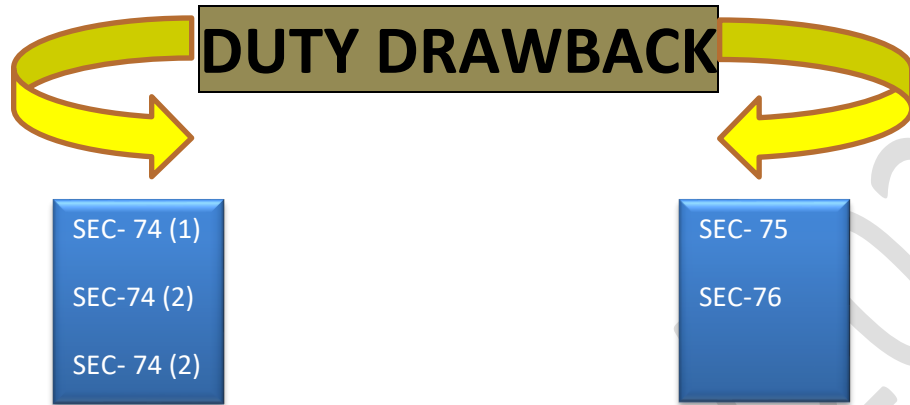 DUTY DRAWBACK
SEC- 74 (1)
SEC-74 (2)
SEC- 74 (2)
SEC- 75
SEC-76